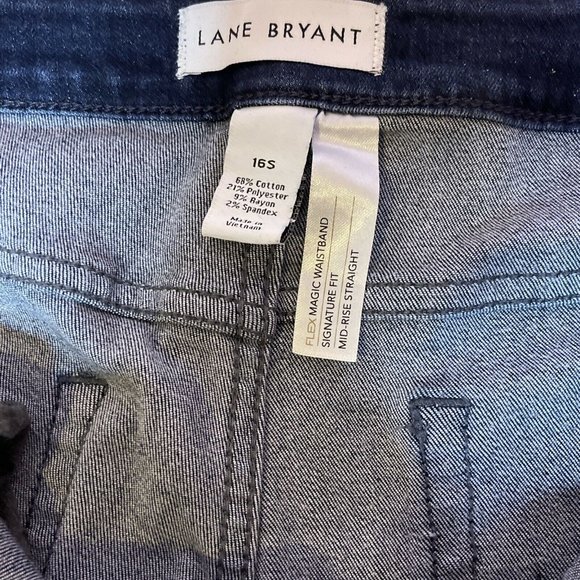 LANE BRYANT
16S
68% Cotton
21% Polyester
9% Rayon
2% Spandex
Made in
Vietnam
FLEX MAGIC WAISTBAND
SIGNATURE FIT
MID-RISE STRAIGHT